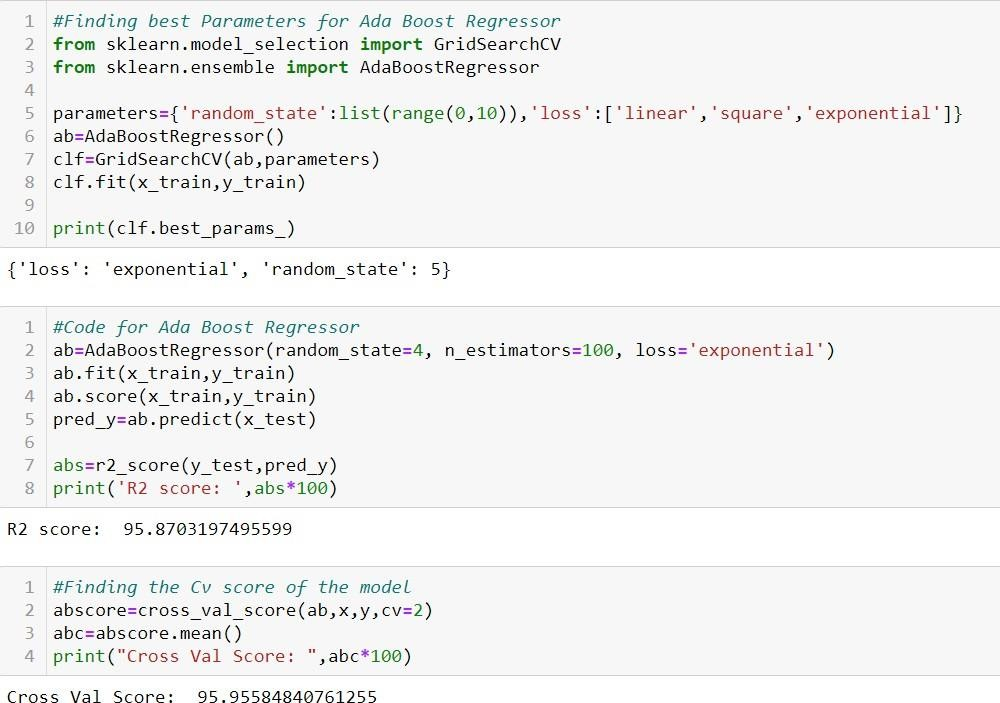 1 #Finding best Parameters for Ada Boost Regressor
2 from sklearn.model_selection import GridSearchCV
3 from sklearn.ensemble import AdaBoostRegressor
4
5 parameters={'random_state':list(range(0,10)),'loss':['linear','square','exponential']}
6 ab=AdaBoostRegressor()
7 clf=GridSearchCV(ab,parameters)
8 clf.fit(x_train,y_train)
9
10 print(clf.best_params_)
{'loss': 'exponential', 'random_state': 5}
1 #Code for Ada Boost Regressor
2 ab=AdaBoostRegressor(random_state=4, n_estimators=100, loss='exponential')
3 ab.fit(x_train,y_train)
4 ab.score(x_train,y_train)
5 pred_y=ab.predict(x_test)
6
7 abs=r2_score(y_test,pred_y)
8 print('R2 score: ',abs*100)
R2 score:  95.8703197495599
1 #Finding the Cv score of the model
2 abscore=cross_val_score(ab,x,y,cv=2)
3 abc=abscore.mean()
4 print("Cross Val Score: ",abc*100)
Cross Val Score:  95.95584840761255